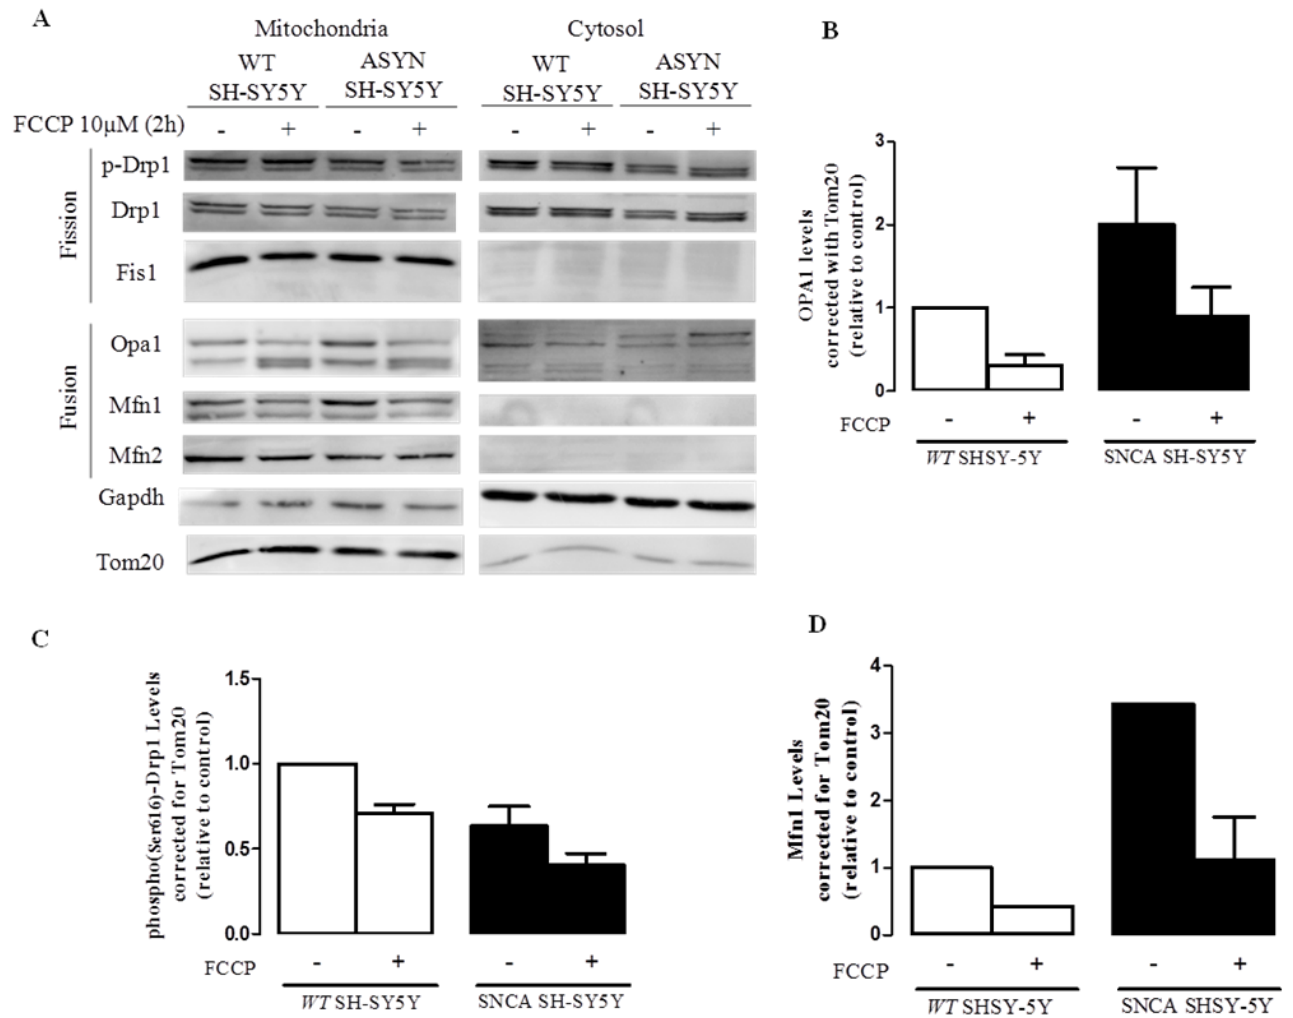 A
Mitochondria
Cytosol
WT
SH-SY5Y
ASYN
SH-SY5Y
WT
SH-SY5Y
ASYN
SH-SY5Y
FCCP 10µM (2h)
- + - + - + - +
Fission
p-Drp1
Drp1
Fis1
Fusion
Opa1
Mfn1
Mfn2
Gapdh
Tom20
B
OPA1 levels
corrected with Tom20
(relative to control)
3
2
1
0
FCCP - + - +
WT SHSY-5Y
SNCA SH-SY5Y
C
phospho(Ser616)-Drp1 Levels
corrected for Tom20
(relative to control)
1.5
1.0
0.5
0.0
FCCP - + - +
WT SH-SY5Y
SNCA SH-SY5Y
D
Mfn1 Levels
corrected for Tom20
(relative to control)
4
3
2
1
0
FCCP - + - +
WT SHSY-5Y
SNCA SHSY-5Y